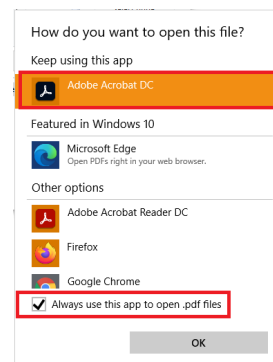 How do you want to open this file?
Keep using this app
Adobe Acrobat DC
Featured in Windows 10
Microsoft Edge
Open PDFs right in your web browser.
Other options
Adobe Acrobat Reader DC
Firefox
Google Chrome
Always use this app to open .pdf files
OK